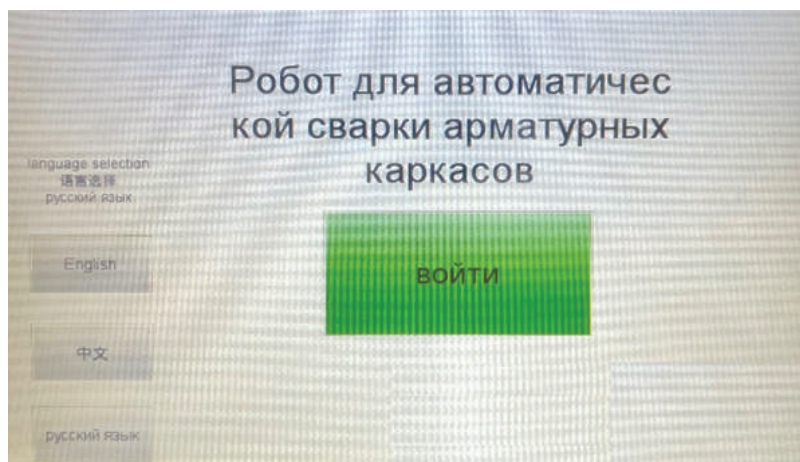 Робот для автоматичес
кой сварки арматурных
каркасов
language selection
语言选择
русский язык
войти
English
中文
русский язык